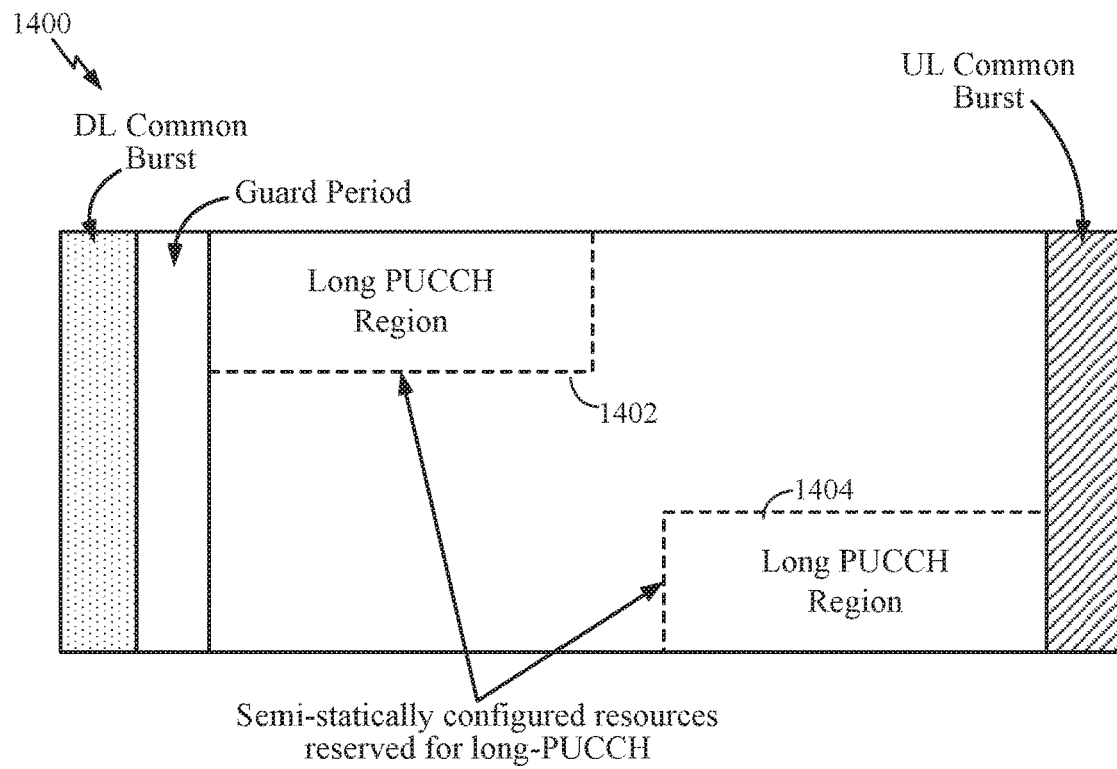 1400
UL Common
Burst
DL Common
Burst
Guard Period
Long PUCCH
Region
1402
1404
Long PUCCH
Region
Semi-statically configured resources
reserved for long-PUCCH